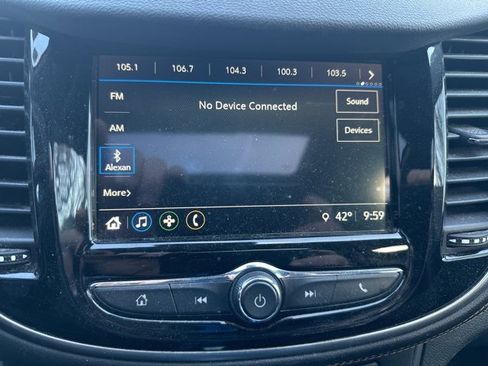 105.1 106.7 104.3 100.3 103.5
FM
No Device Connected
Sound
AM
Devices
Alexan
More
42° 9:59